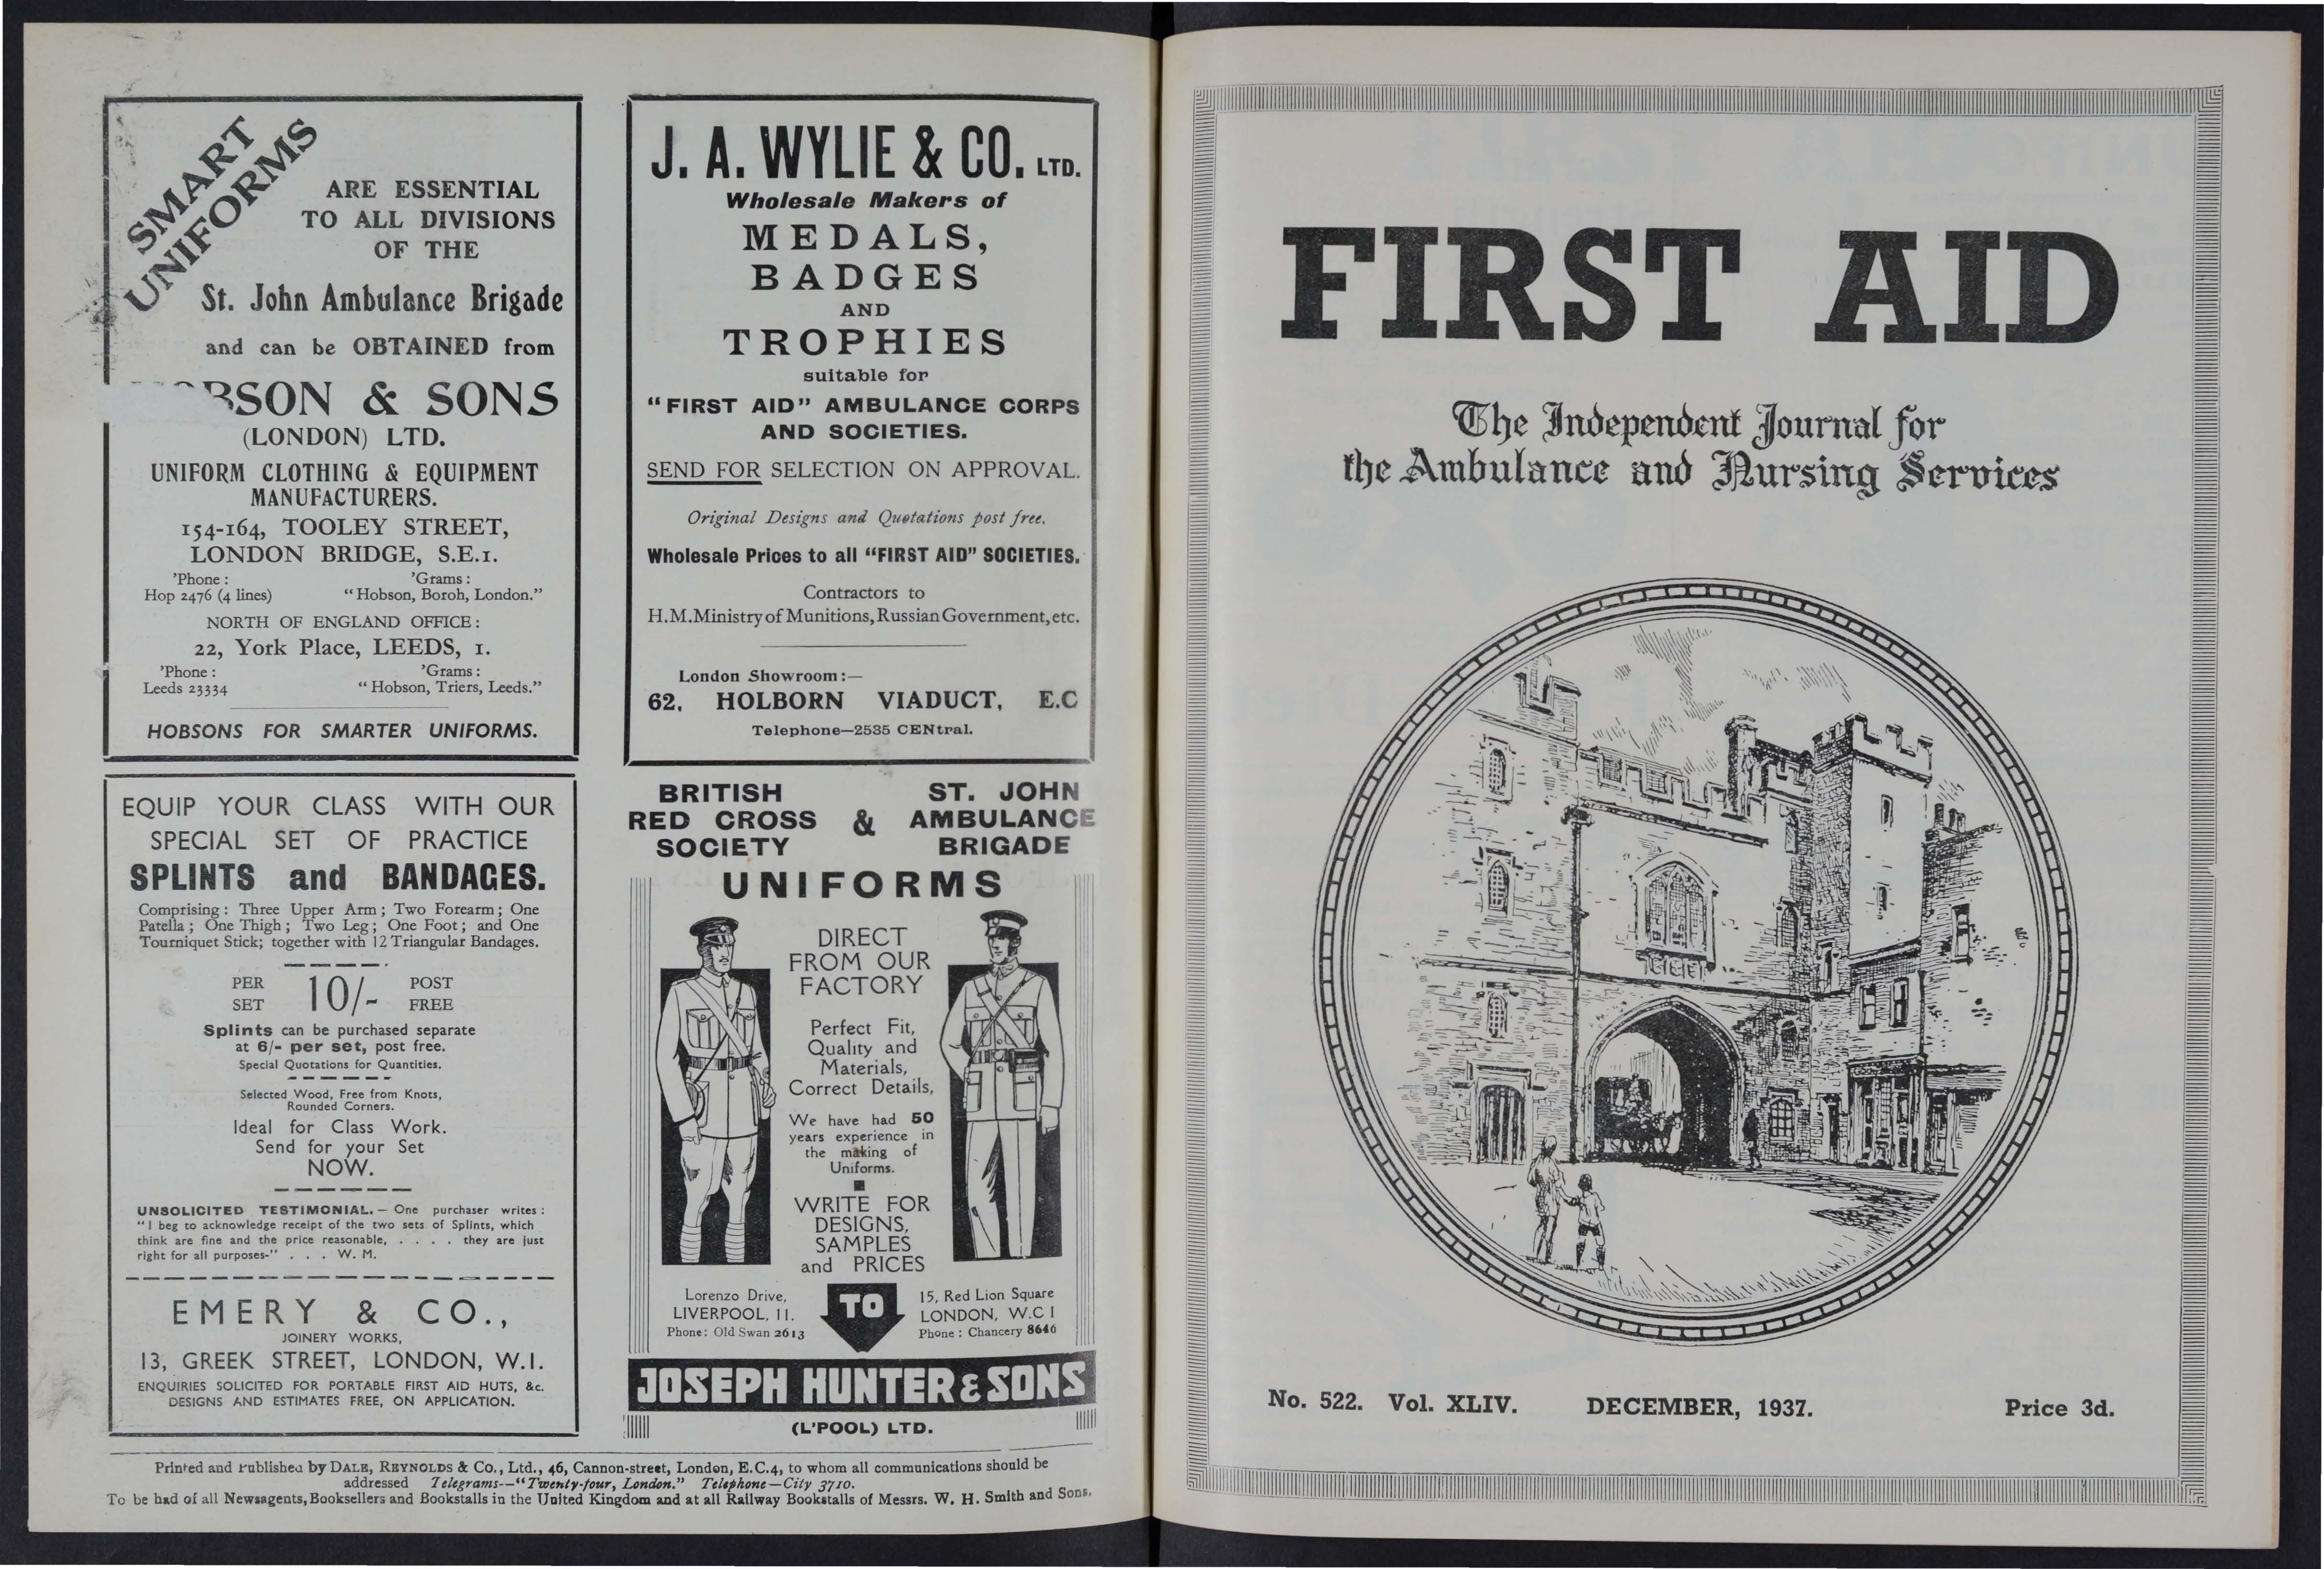 SMART
UNIFORMS
ARE ESSENTIAL
TO ALL DIVISIONS
OF THE
St. John Ambulance Brigade
and can be OBTAINED from
& SONS
(LONDON) LTD.
UNIFORM CLOTHING & EQUIPMENT
MANUFACTURERS.
154-164, TOOLEY STREET,
LONDON BRIDGE, S.E.1.
'Phone : 'Grams :
Hop 2476 (4 lines) "Hobson, Boroh, London."
NORTH OF ENGLAND OFFICE :
22, York Place, LEEDS, 1.
'Phone : 'Grams :
Leeds 23334 "Hobson, Triers, Leeds."
HOBSONS FOR SMARTER UNIFORMS.
EQUIP YOUR CLASS WITH OUR
SPECIAL SET OF PRACTICE
SPLINTS and BANDAGES.
Comprising : Three Upper Arm ; Two Forearm ; One
Patella ; One Thigh ; Two Leg ; One Foot ; and One
Tourniquet Stick; together with 12 Triangular Bandages.
PER SET 10/- POST FREE
Splints can be purchased separate
at 6/- per set, post free.
Special Quotations for Quantities.
Selected Wood, Free from Knots,
Rounded Corners.
Ideal for Class Work.
Send for your Set
NOW.
UNSOLICITED TESTIMONIAL. — One purchaser writes :
"I beg to acknowledge receipt of the two sets of Splints, which
think are fine and the price reasonable, . . . . they are just
right for all purposes-" . . . W. M.
EMERY & CO.,
JOINERY WORKS,
13, GREEK STREET, LONDON, W.1.
ENQUIRIES SOLICITED FOR PORTABLE FIRST AID HUTS, &c.
DESIGNS AND ESTIMATES FREE, ON APPLICATION.
J. A. WYLIE & CO. LTD.
Wholesale Makers of
MEDALS,
BADGES
AND
TROPHIES
suitable for
"FIRST AID" AMBULANCE CORPS
AND SOCIETIES.
SEND FOR SELECTION ON APPROVAL.
Original Designs and Quotations post free.
Wholesale Prices to all "FIRST AID" SOCIETIES.
Contractors to
H.M.Ministry of Munitions, Russian Government, etc.
London Showroom :—
62, HOLBORN VIADUCT, E.C
Telephone—2535 CENtral.
BRITISH
RED CROSS
SOCIETY
&
ST. JOHN
AMBULANCE
BRIGADE
UNIFORMS
DIRECT
FROM OUR
FACTORY
Perfect Fit,
Quality and
Materials,
Correct Details,
We have had 50
years experience in
the making of
Uniforms.
WRITE FOR
DESIGNS,
SAMPLES
and PRICES
Lorenzo Drive,
LIVERPOOL, 11.
Phone: Old Swan 2613
TO
15, Red Lion Square
LONDON, W.C1
Phone : Chancery 8646
JOSEPH HUNTER & SONS
(L'POOL) LTD.
Printed and Published by DALE, REYNOLDS & Co., Ltd., 46, Cannon-street, London, E.C.4, to whom all communications should be
addressed Telegrams--"Twenty-four, London." Telephone—City 3710.
To be had of all Newsagents, Booksellers and Bookstalls in the United Kingdom and at all Railway Bookstalls of Messrs. W. H. Smith and Sons.
FIRST AID
The Independent Journal for
the Ambulance and Nursing Services
No. 522. Vol. XLIV. DECEMBER, 1937. Price 3d.